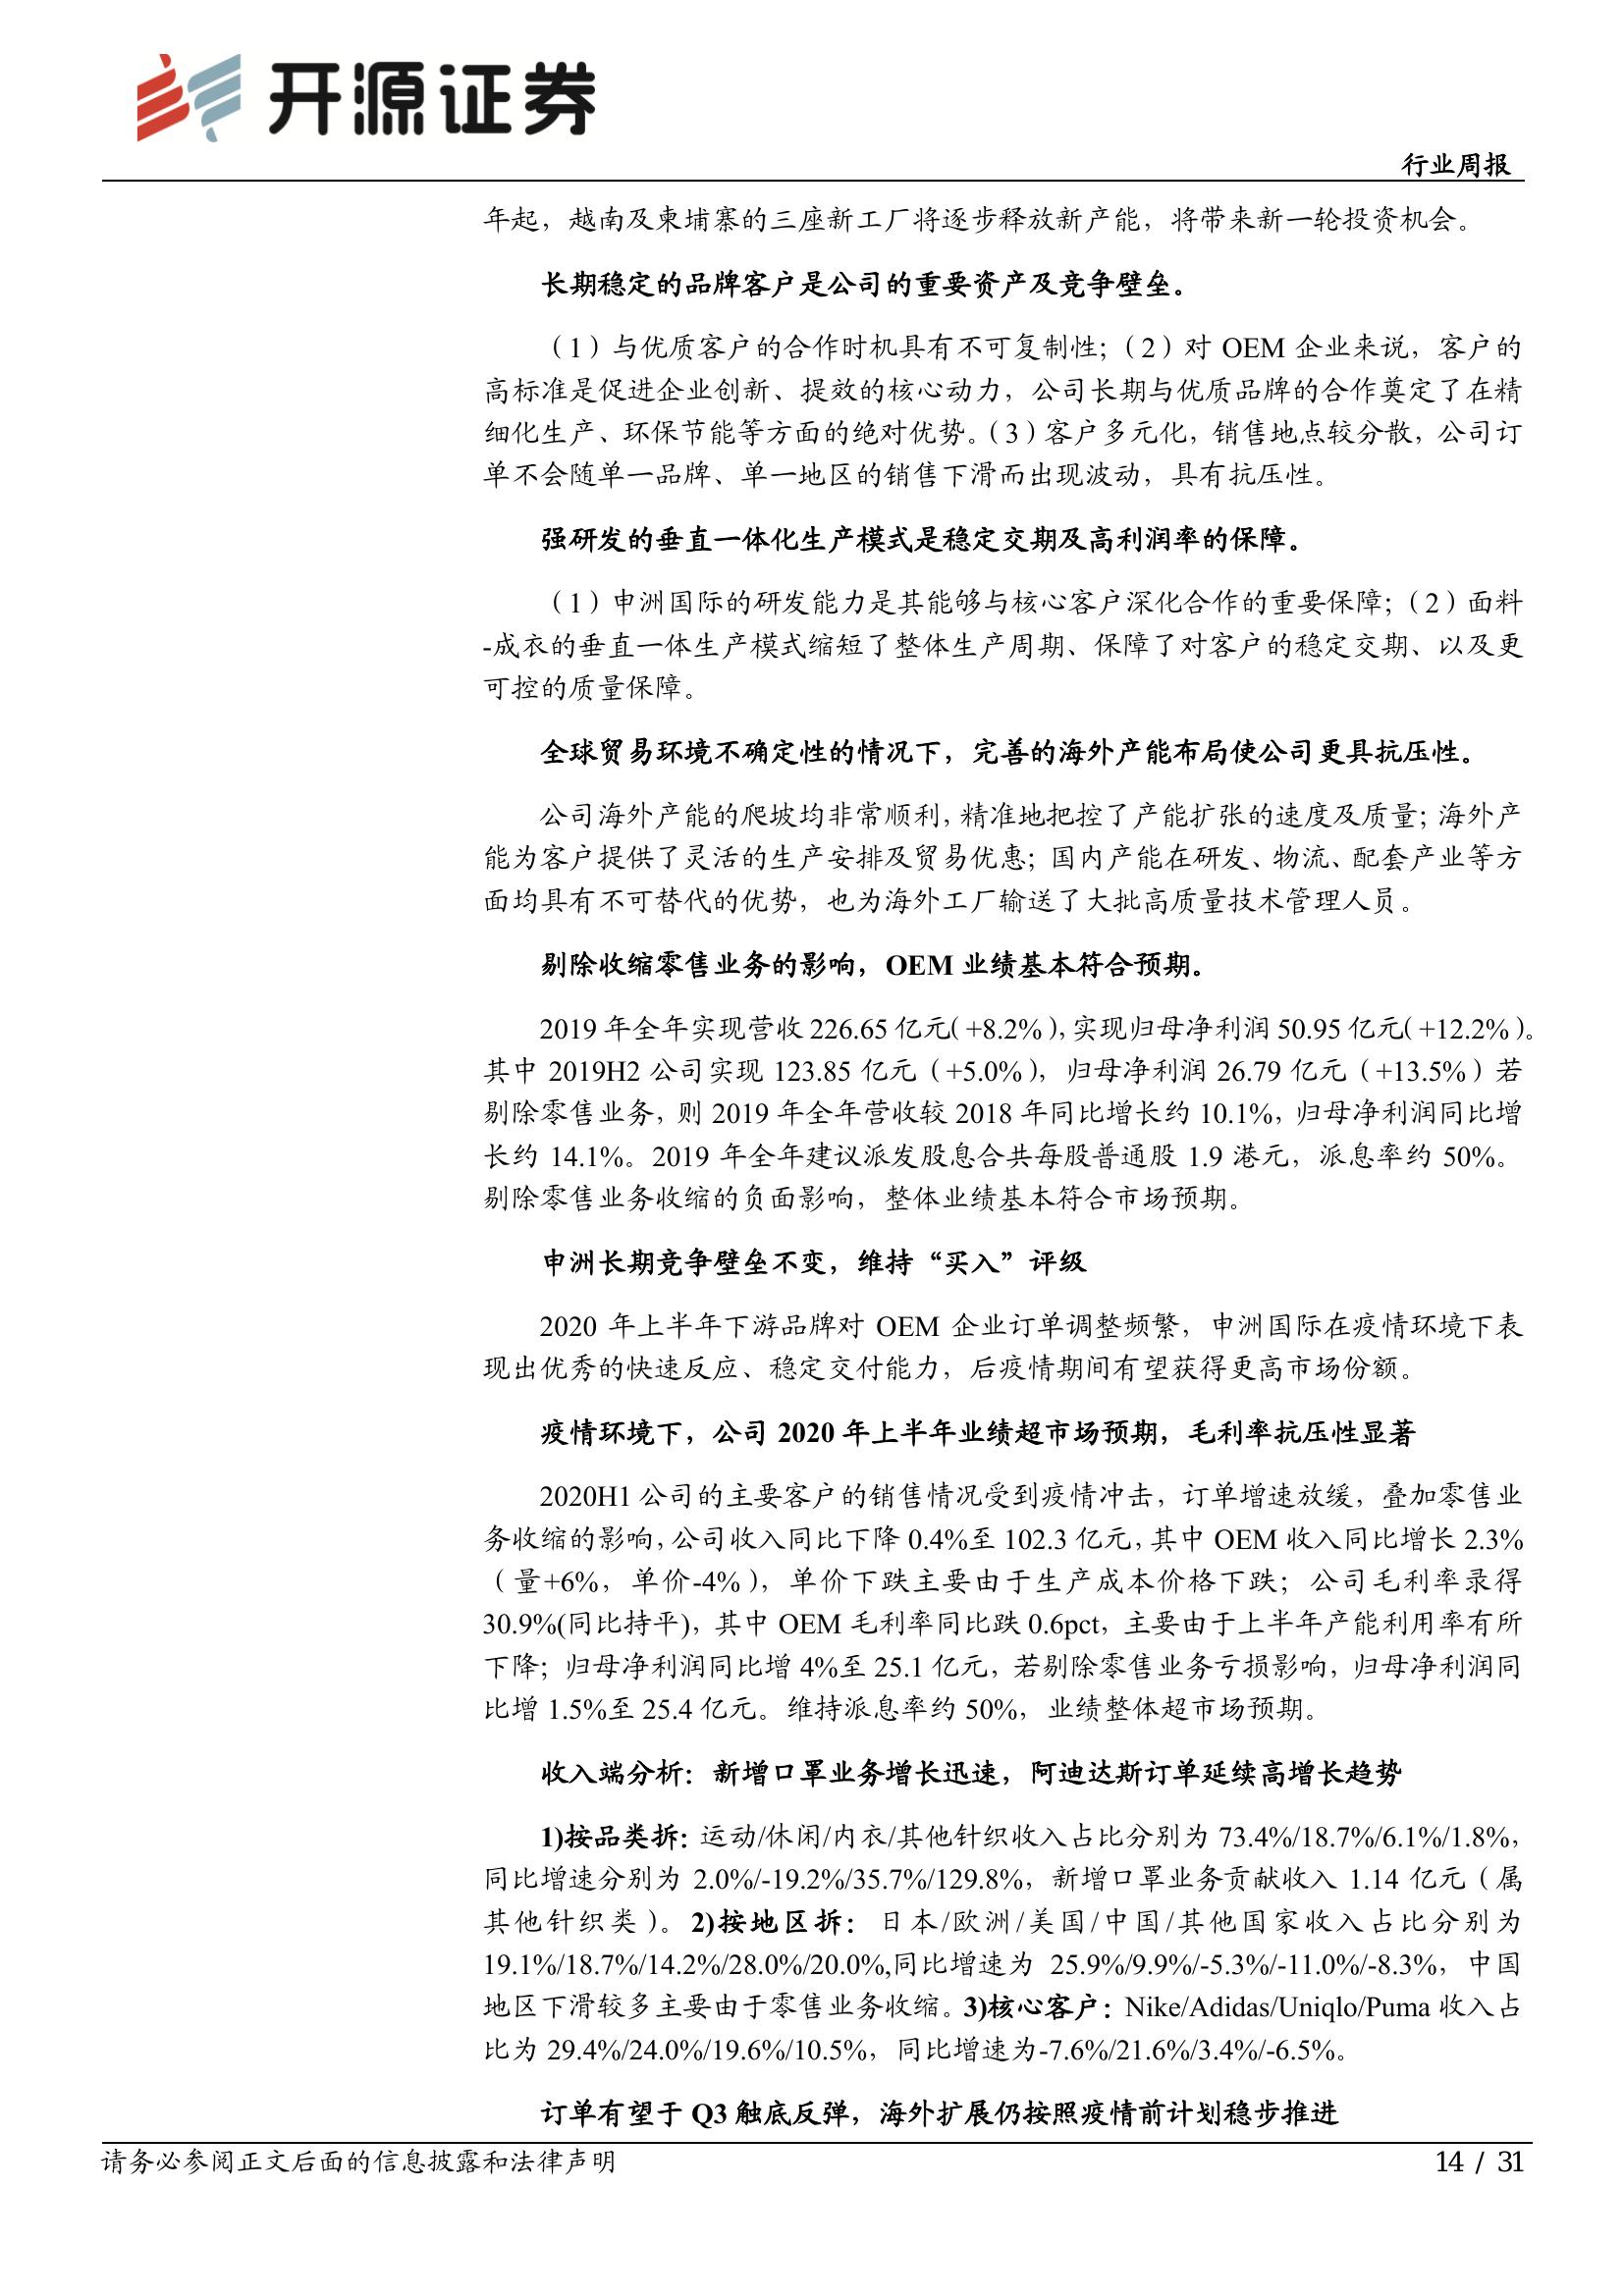 开源证券
行业周报
年起，越南及柬埔寨的三座新工厂将逐步释放新产能，将带来新一轮投资机会。
长期稳定的品牌客户是公司的重要资产及竞争壁垒。
（1）与优质客户的合作时机具有不可复制性；（2）对 OEM 企业来说，客户的
高标准是促进企业创新、提效的核心动力，公司长期与优质品牌的合作奠定了在精
细化生产、环保节能等方面的绝对优势。（3）客户多元化，销售地点较分散，公司订
单不会随单一品牌、单一地区的销售下滑而出现波动，具有抗压性。
强研发的垂直一体化生产模式是稳定交期及高利润率的保障。
（1）申洲国际的研发能力是其能够与核心客户深化合作的重要保障；（2）面料
-成衣的垂直一体生产模式缩短了整体生产周期、保障了对客户的稳定交期、以及更
可控的质量保障。
全球贸易环境不确定性的情况下，完善的海外产能布局使公司更具抗压性。
公司海外产能的爬坡均非常顺利，精准地把控了产能扩张的速度及质量；海外产
能为客户提供了灵活的生产安排及贸易优惠；国内产能在研发、物流、配套产业等方
面均具有不可替代的优势，也为海外工厂输送了大批高质量技术管理人员。
剔除收缩零售业务的影响，OEM 业绩基本符合预期。
2019 年全年实现营收 226.65 亿元（+8.2%），实现归母净利润 50.95 亿元（+12.2%）。
其中 2019H2 公司实现 123.85 亿元（+5.0%），归母净利润 26.79 亿元（+13.5%）若
剔除零售业务，则 2019 年全年营收较 2018 年同比增长约 10.1%，归母净利润同比增
长约 14.1%。2019 年全年建议派发股息合共每股普通股 1.9 港元，派息率约 50%。
剔除零售业务收缩的负面影响，整体业绩基本符合市场预期。
申洲长期竞争壁垒不变，维持“买入”评级
2020 年上半年下游品牌对 OEM 企业订单调整频繁，申洲国际在疫情环境下表
现出优秀的快速反应、稳定交付能力，后疫情期间有望获得更高市场份额。
疫情环境下，公司 2020 年上半年业绩超市场预期，毛利率抗压性显著
2020H1 公司的主要客户的销售情况受到疫情冲击，订单增速放缓，叠加零售业
务收缩的影响，公司收入同比下降 0.4%至 102.3 亿元，其中 OEM 收入同比增长 2.3%
（量+6%，单价-4%），单价下跌主要由于生产成本价格下跌；公司毛利率录得
30.9%(同比持平)，其中 OEM 毛利率同比跌 0.6pct，主要由于上半年产能利用率有所
下降；归母净利润同比增 4%至 25.1 亿元，若剔除零售业务亏损影响，归母净利润同
比增 1.5%至 25.4 亿元。维持派息率约 50%，业绩整体超市场预期。
收入端分析：新增口罩业务增长迅速，阿迪达斯订单延续高增长趋势
1)按品类拆：运动/休闲/内衣/其他针织收入占比分别为 73.4%/18.7%/6.1%/1.8%，
同比增速分别为 2.0%/-19.2%/35.7%/129.8%，新增口罩业务贡献收入 1.14 亿元（属
其他针织类）。2)按地区拆：日本/欧洲/美国/中国/其他国家收入占比分别为
19.1%/18.7%/14.2%/28.0%/20.0%,同比增速为 25.9%/9.9%/-5.3%/-11.0%/-8.3%，中国
地区下滑较多主要由于零售业务收缩。3)核心客户：Nike/Adidas/Uniqlo/Puma 收入占
比为 29.4%/24.0%/19.6%/10.5%，同比增速为-7.6%/21.6%/3.4%/-6.5%。
订单有望于 Q3 触底反弹，海外扩展仍按照疫情前计划稳步推进
请务必参阅正文后面的信息披露和法律声明
14 / 31